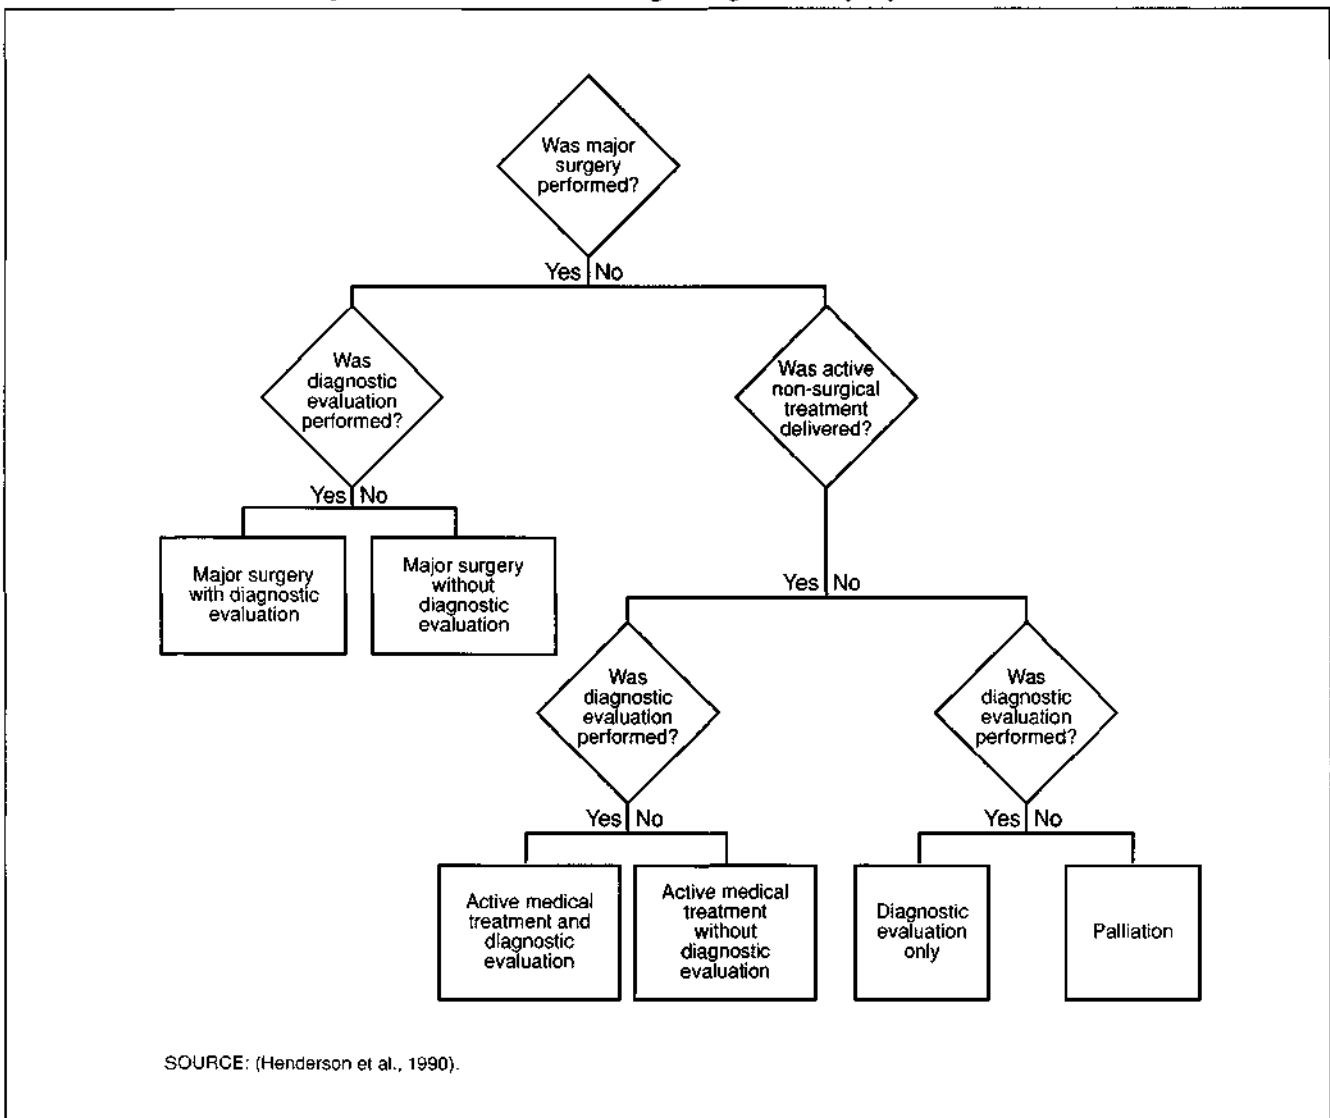 Was major
surgery
performed?
Yes No
Was
diagnostic
evaluation
performed?
Was active
non-surgical
treatment
delivered?
Yes No
Major surgery
with diagnostic
evaluation
Major surgery
without
diagnostic
evaluation
Yes No
Was
diagnostic
evaluation
performed?
Was
diagnostic
evaluation
performed?
Yes No
Yes No
Active medical
treatment and
diagnostic
evaluation
Active medical
treatment
without
diagnostic
evaluation
Diagnostic
evaluation
only
Palliation
SOURCE: (Henderson et al., 1990).